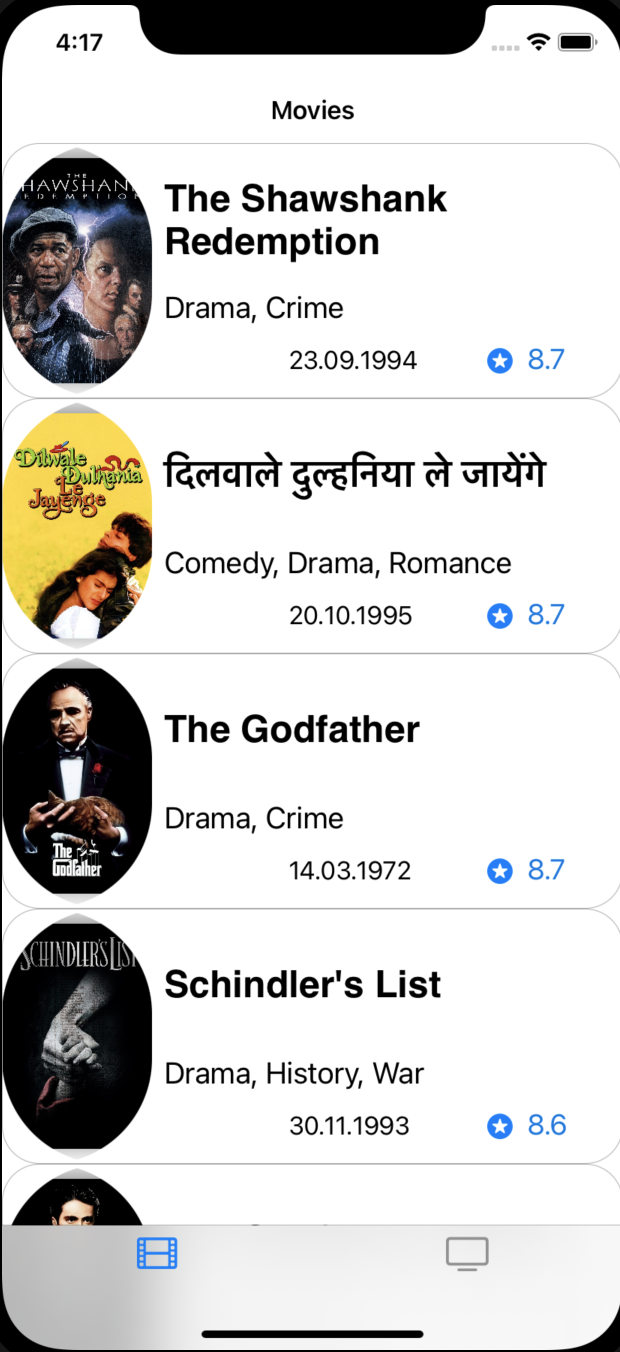 4:17
Movies
THE
HAWSHAN
REDEMPTION
The Shawshank
Redemption
Drama, Crime
23.09.1994 8.7
Dilwale
Dulhania
Le
Jayenge
दिलवाले दुल्हनिया ले जायेंगे
Comedy, Drama, Romance
20.10.1995 8.7
The
Godfather
The Godfather
Drama, Crime
14.03.1972 8.7
SCHINDLER'S LIST
Schindler's List
Drama, History, War
30.11.1993 8.6